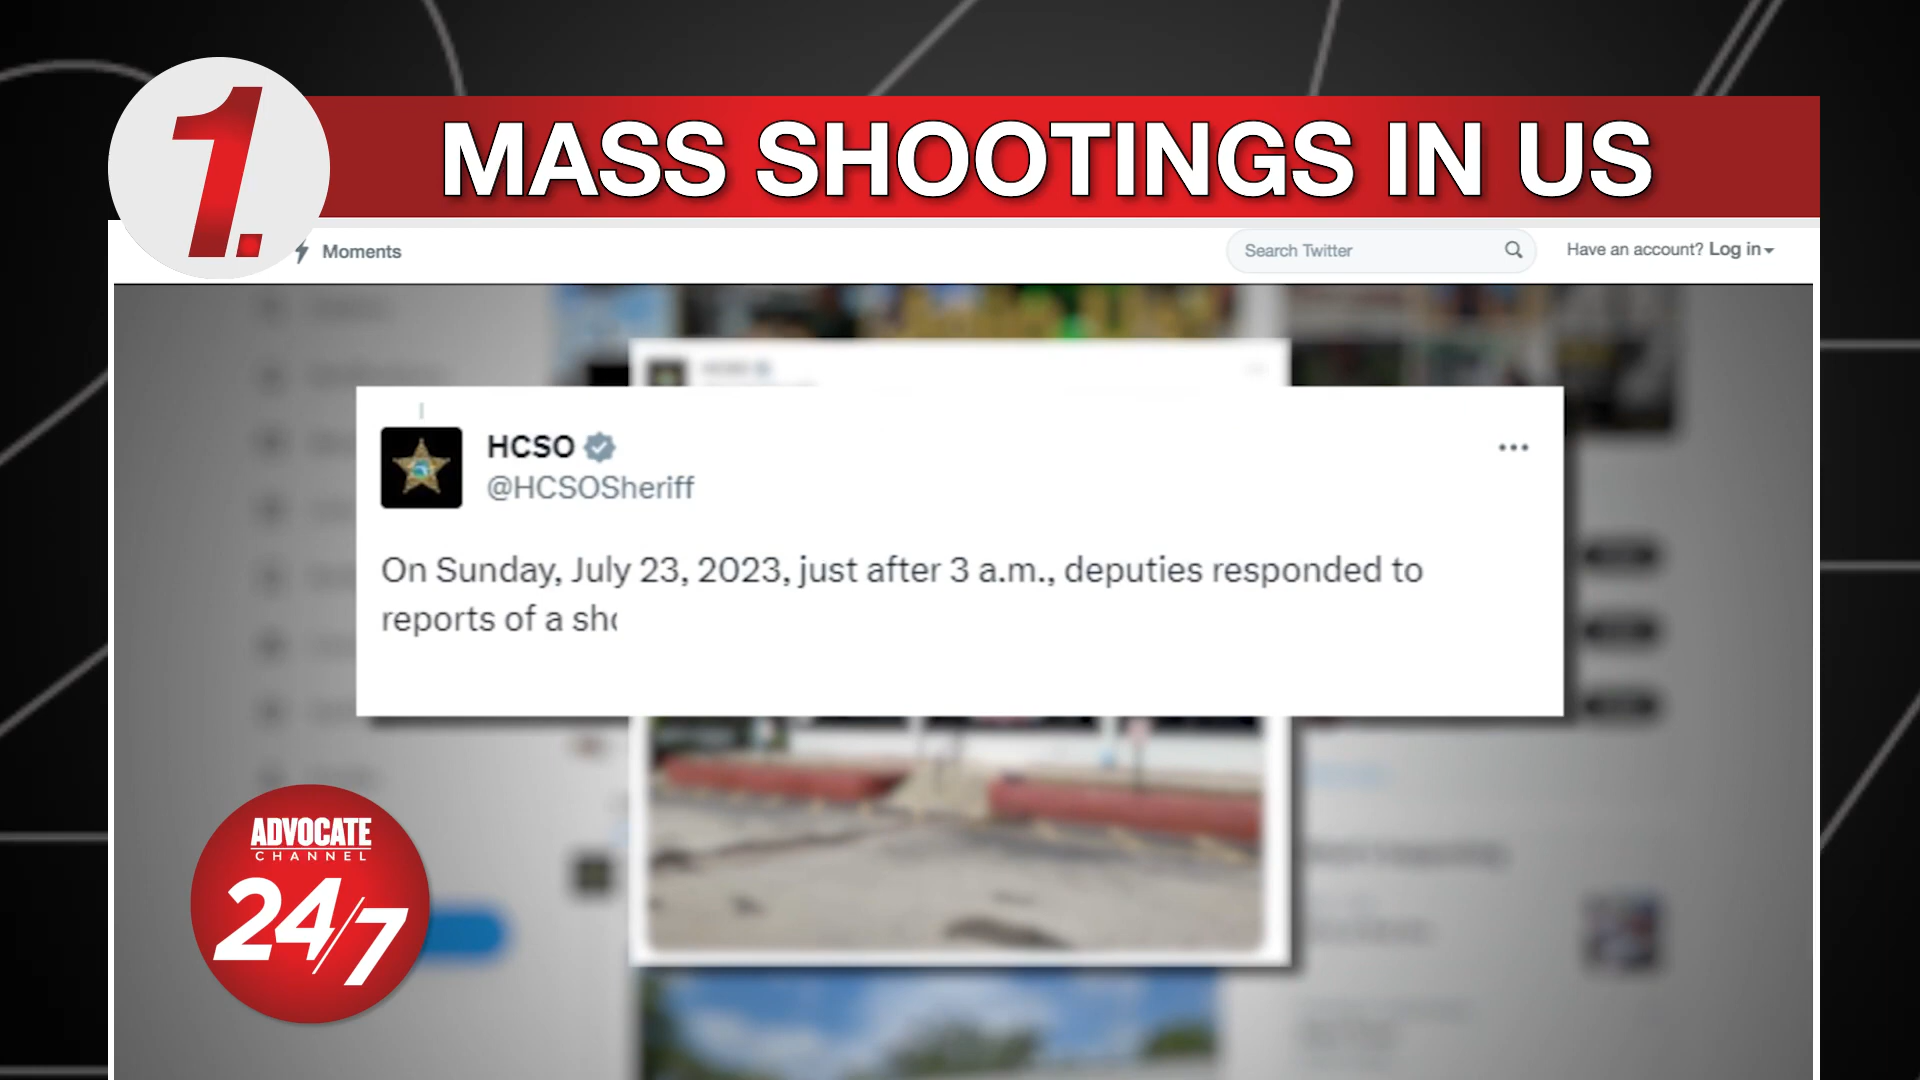 1.
MASS SHOOTINGS IN US
Moments
Search Twitter
Have an account? Log in
HCSO
@HCSOSheriff
On Sunday, July 23, 2023, just after 3 a.m., deputies responded to
reports of a sho
ADVOCATE
CHANNEL
24/7